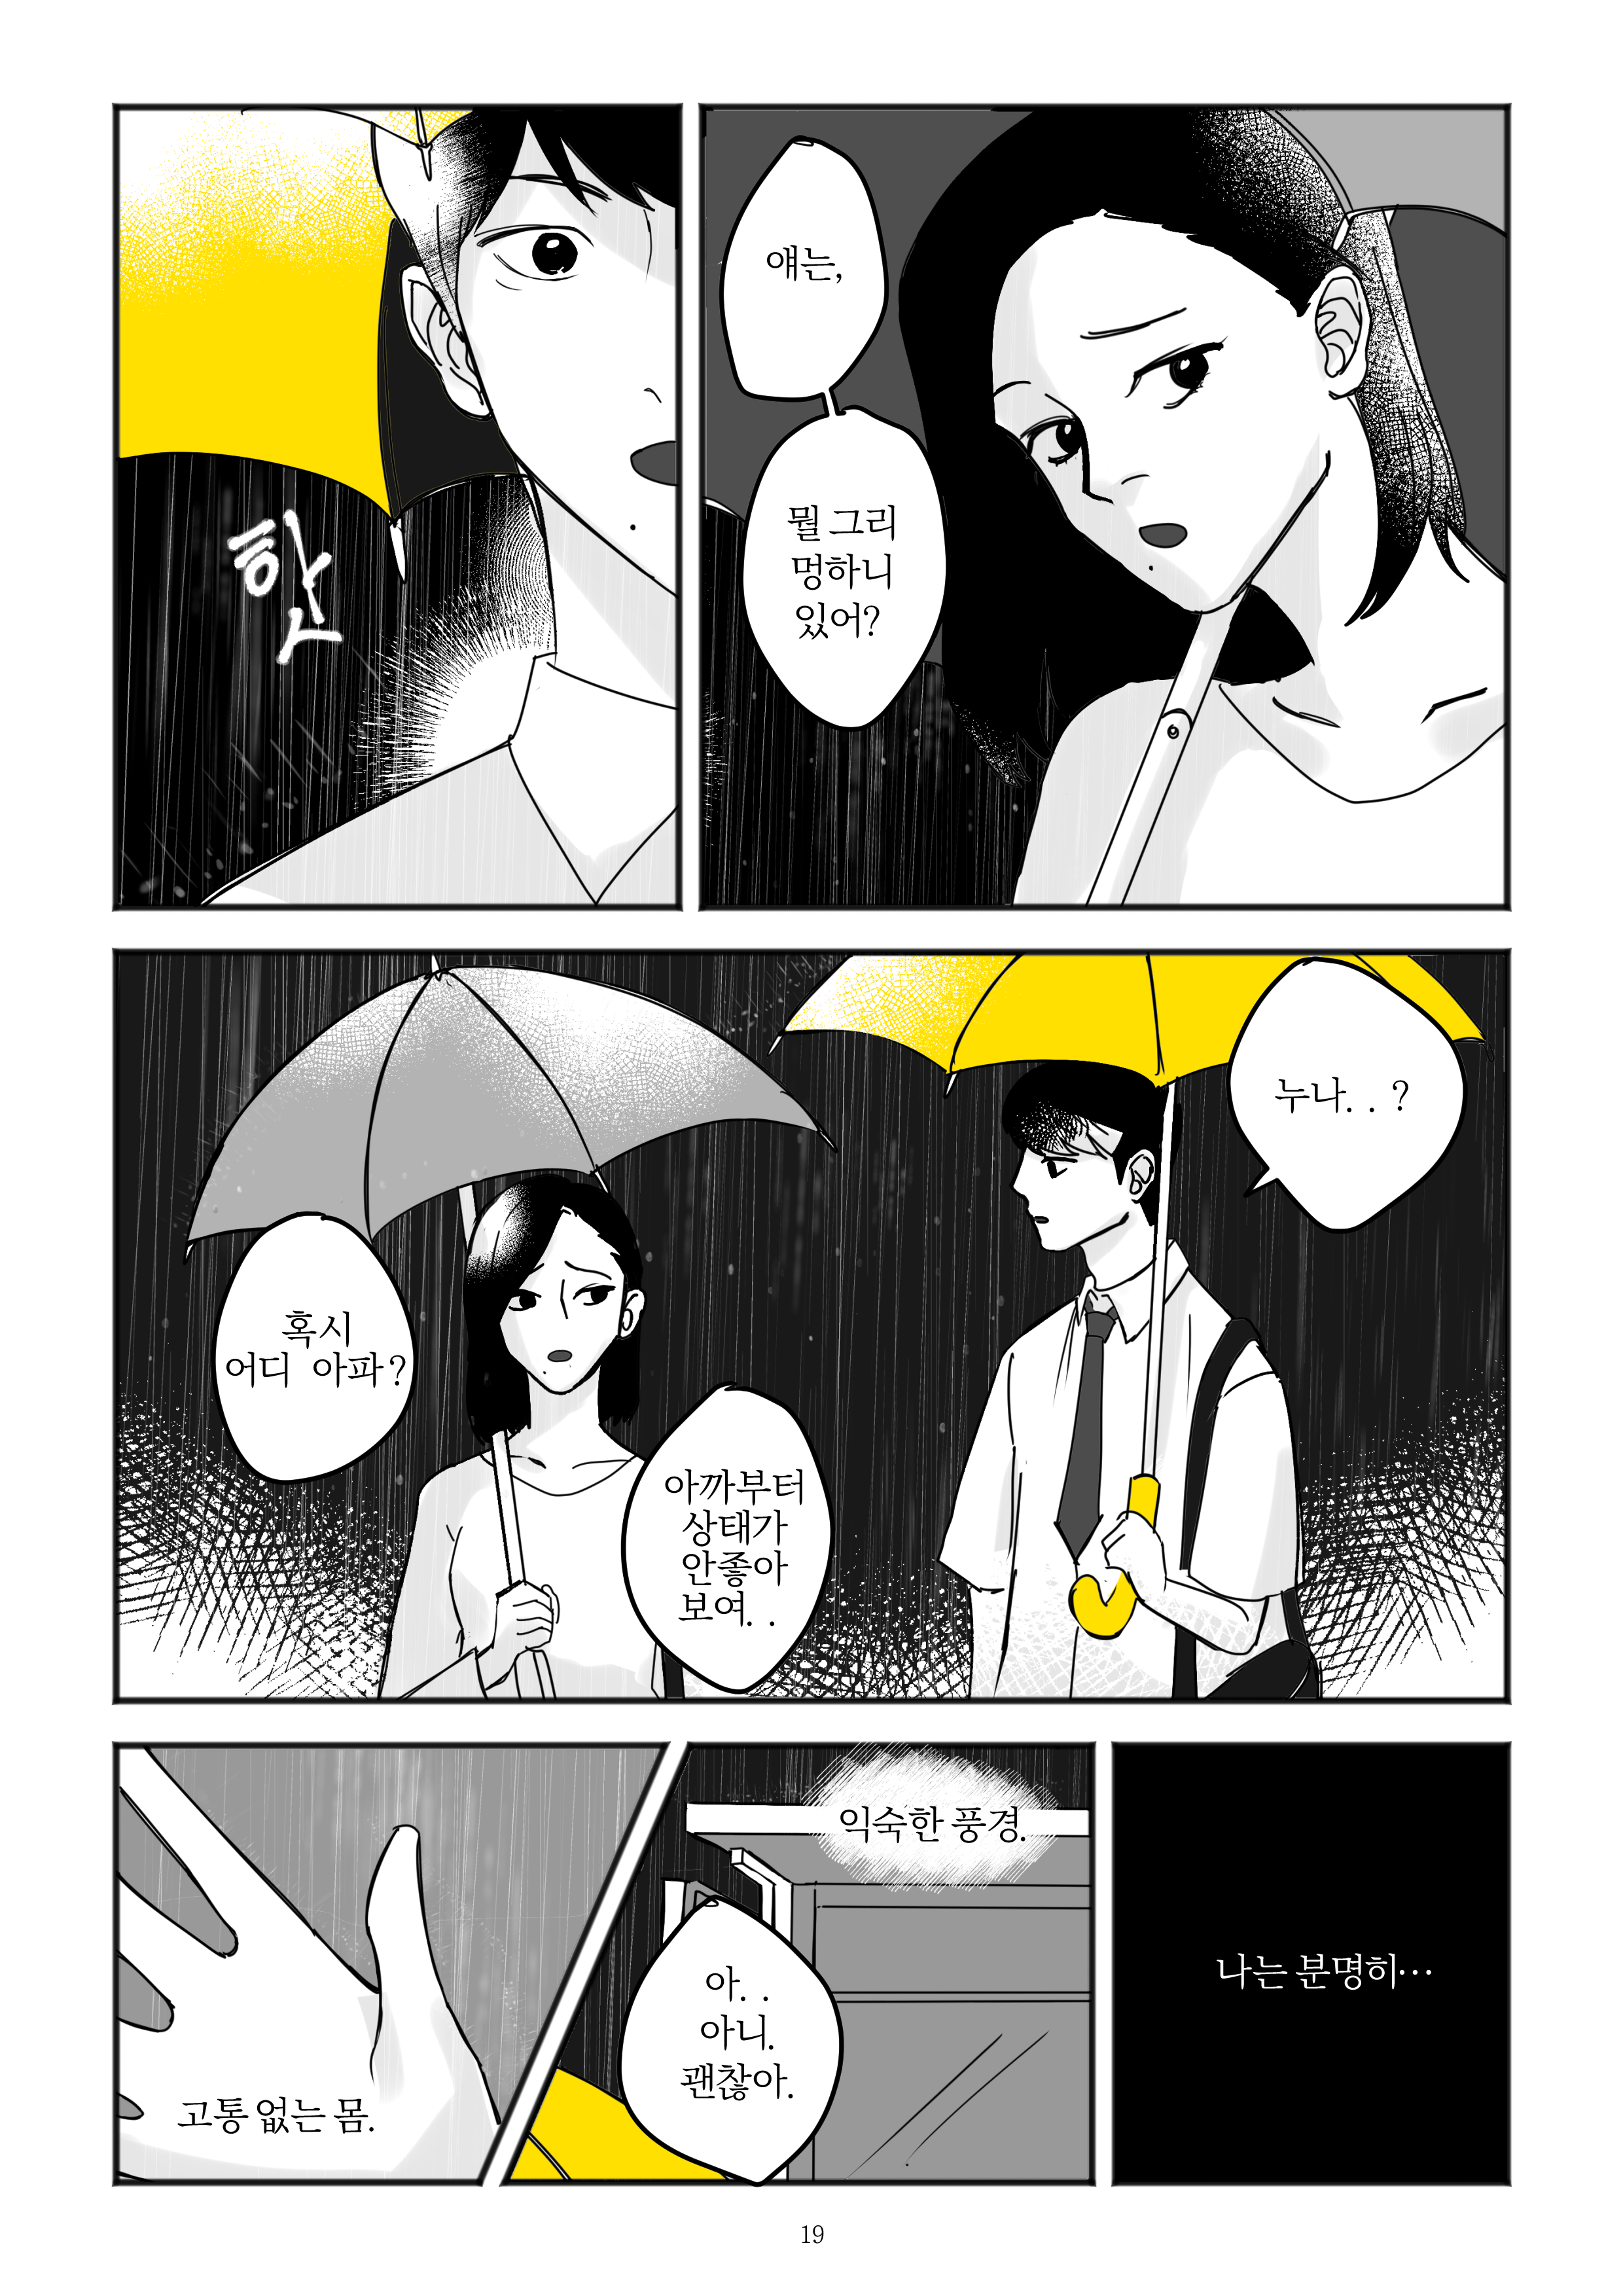 핫
얘는,
뭘 그리
멍하니
있어?
누나. . ?
혹시
어디 아파?
아까부터
상태가
안좋아
보여. .
고통 없는 몸.
익숙한 풍경.
아. .
아니.
괜찮아.
나는 분명히…
19